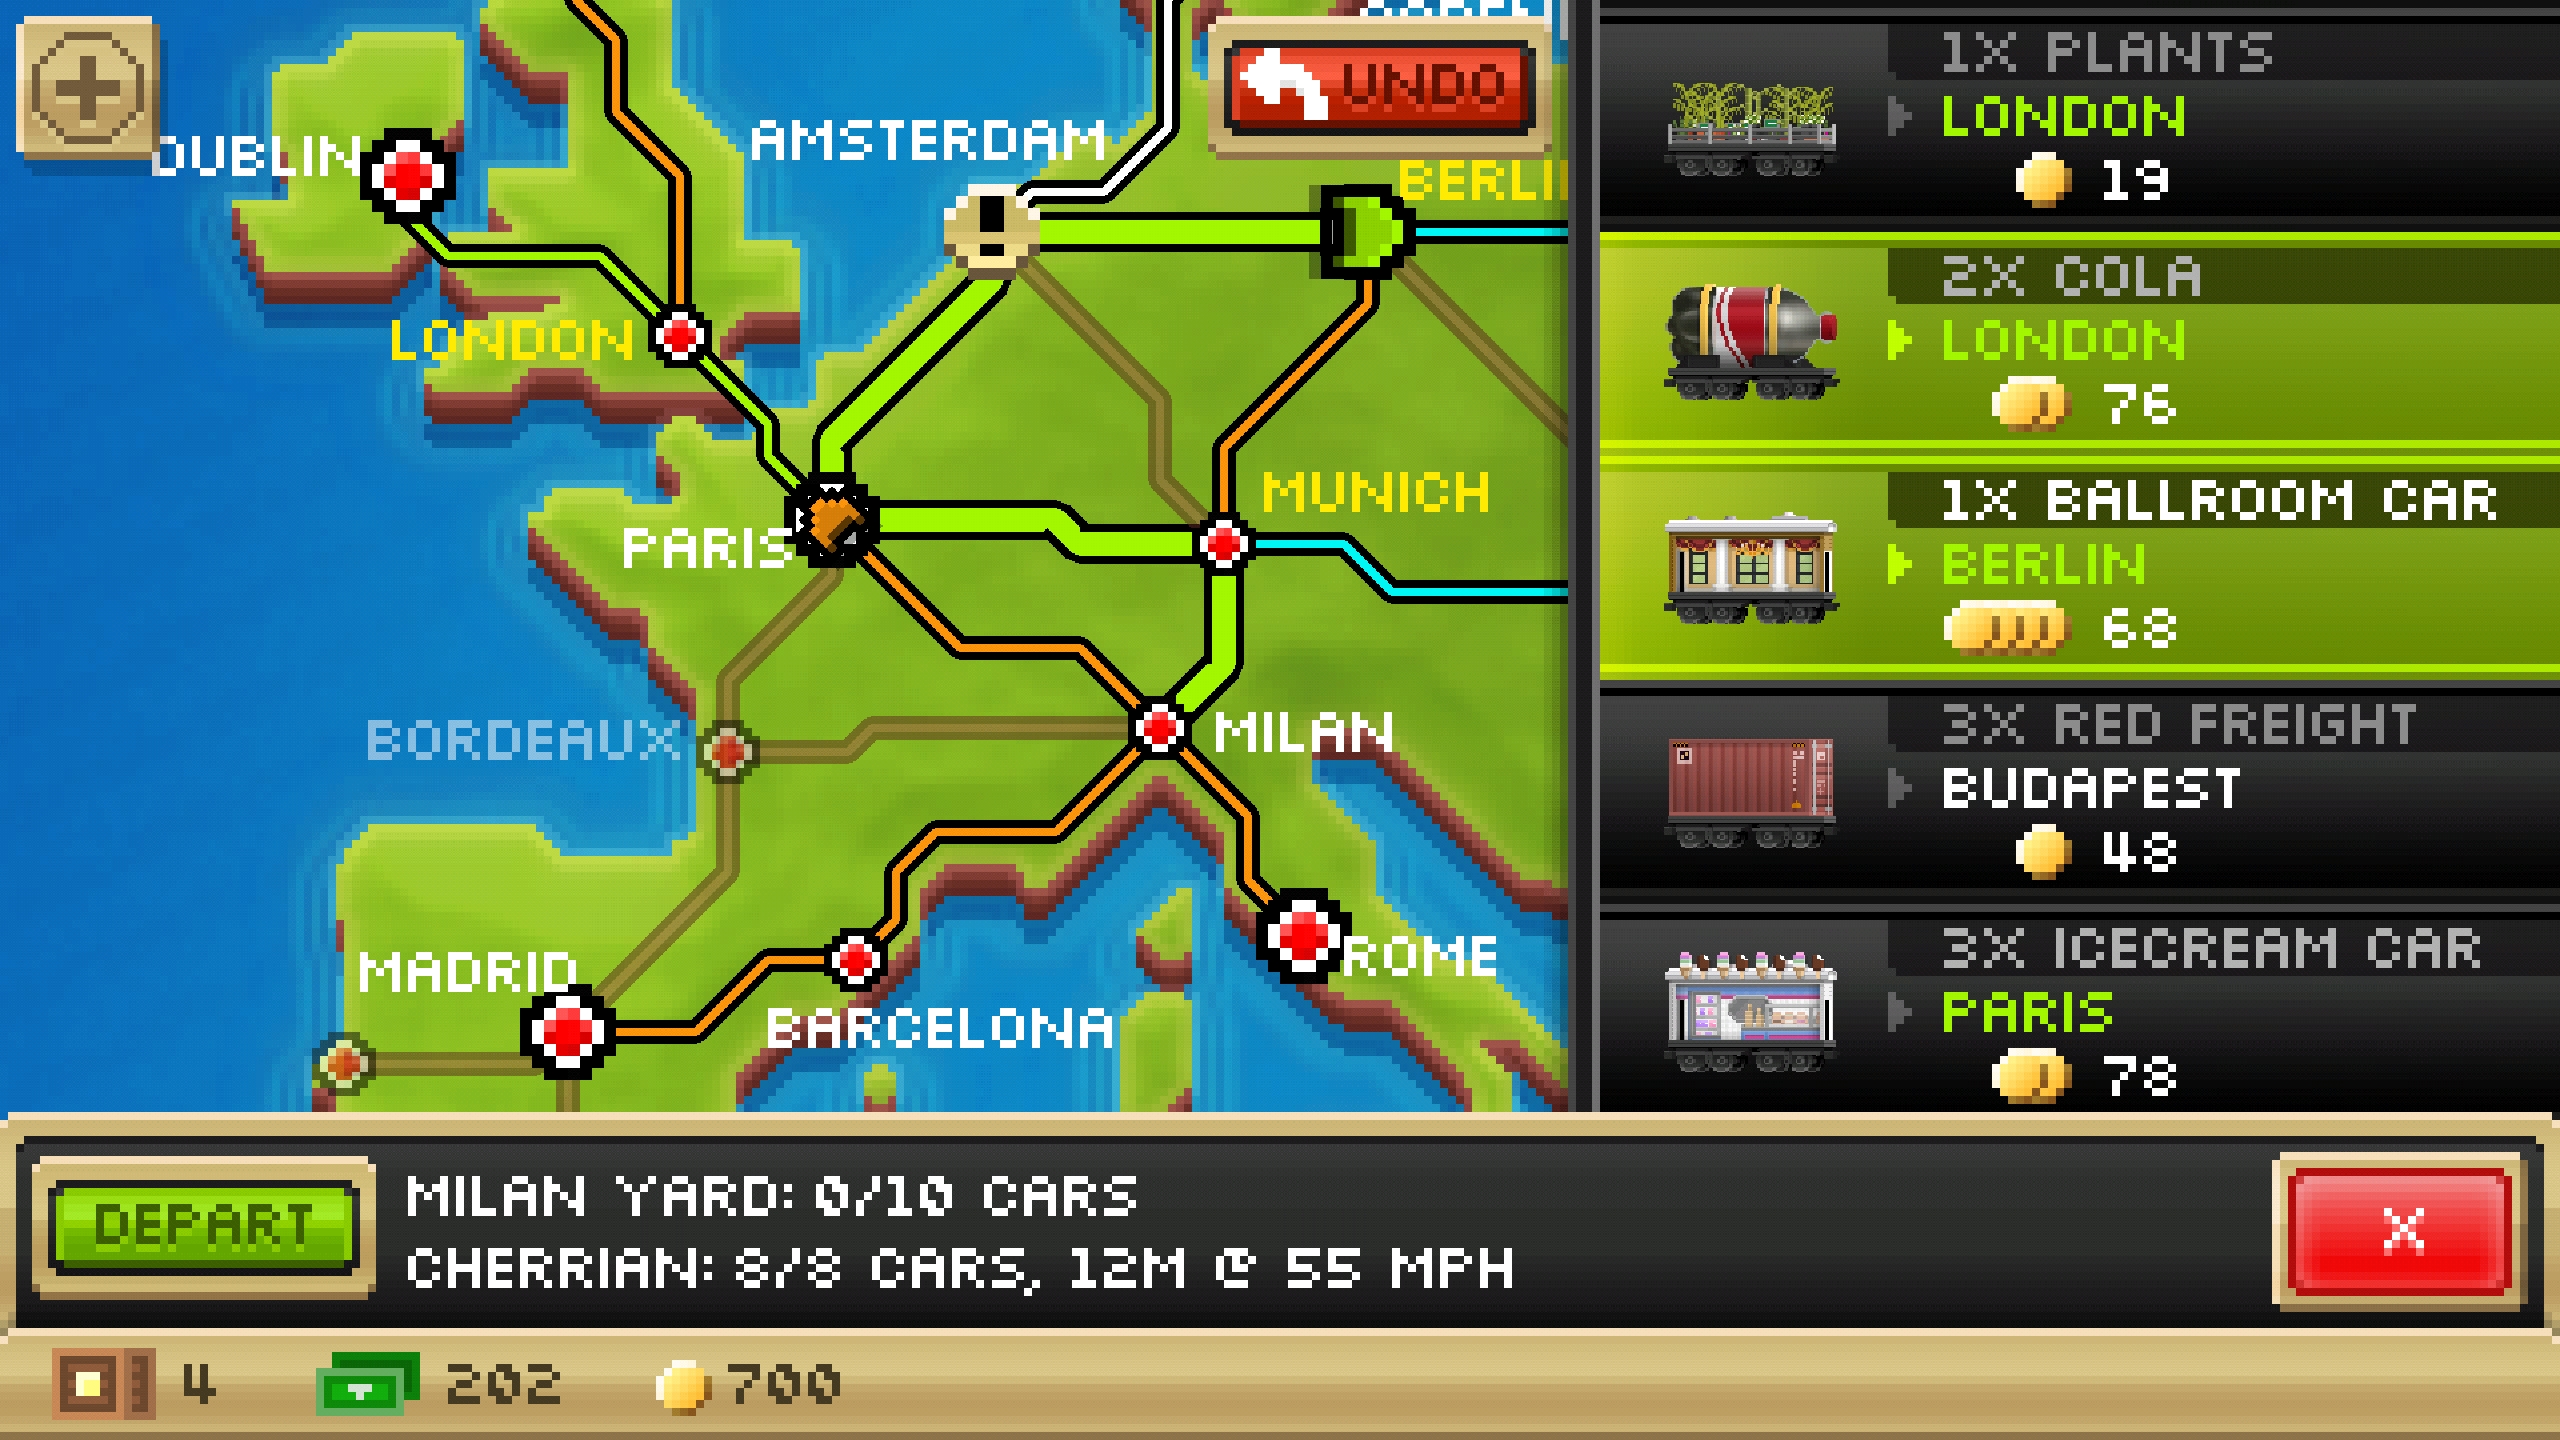 UNDO
DUBLIN
AMSTERDAM
LONDON
MUNICH
PARIS
BORDEAUX
MILAN
MADRID
ROME
BARCELONA
1X PLANTS
LONDON
19
2X COLA
LONDON
76
1X BALLROOM CAR
BERLIN
68
3X RED FREIGHT
BUDAPEST
48
3X ICECREAM CAR
PARIS
78
DEPART
MILAN YARD: 0/10 CARS
CHERRIAN: 8/8 CARS, 12M @ 55 MPH
X
4
202
700